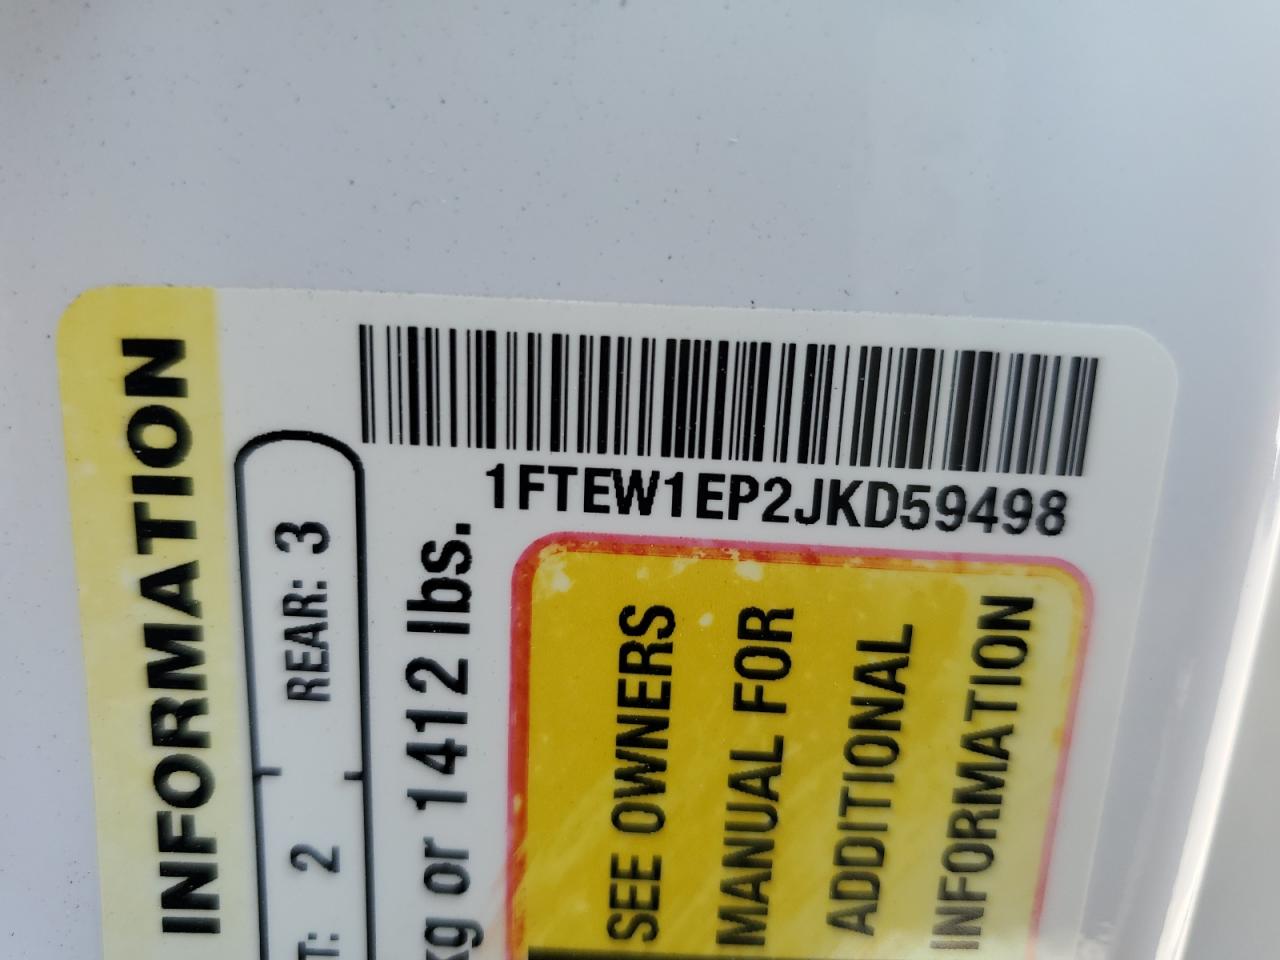 1FTEW1EP2JKD59498
INFORMATION
T: 2 REAR: 3
kg or 1412 lbs.
SEE OWNERS
MANUAL FOR
ADDITIONAL
INFORMATION